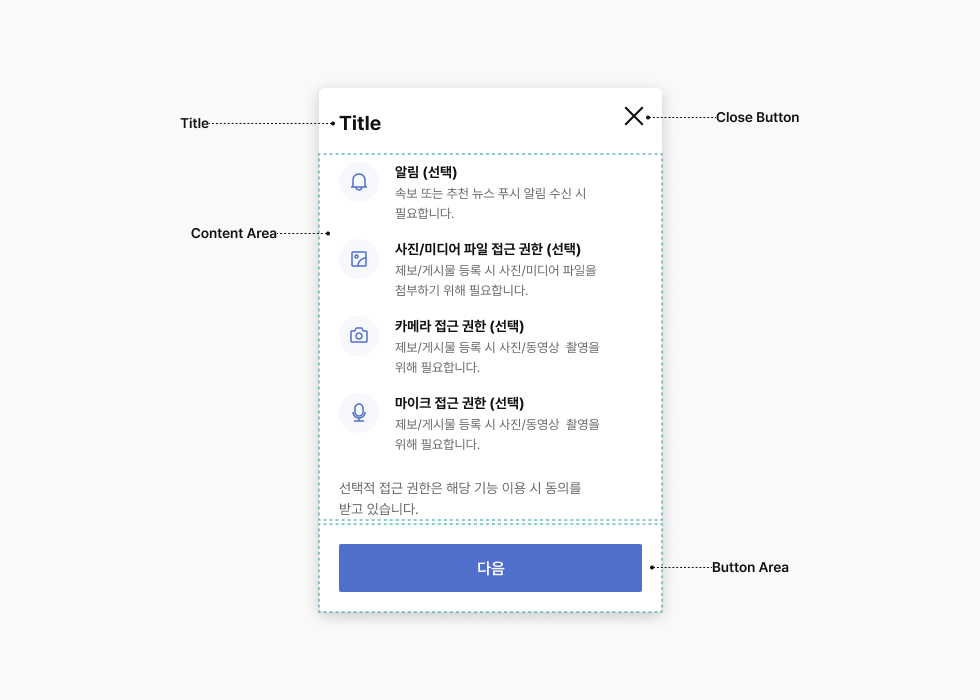 Title
Title
Close Button
알림 (선택)
속보 또는 추천 뉴스 푸시 알림 수신 시
필요합니다.
Content Area
사진/미디어 파일 접근 권한 (선택)
제보/게시물 등록 시 사진/미디어 파일을
첨부하기 위해 필요합니다.
카메라 접근 권한 (선택)
제보/게시물 등록 시 사진/동영상 촬영을
위해 필요합니다.
마이크 접근 권한 (선택)
제보/게시물 등록 시 사진/동영상 촬영을
위해 필요합니다.
선택적 접근 권한은 해당 기능 이용 시 동의를
받고 있습니다.
다음
Button Area